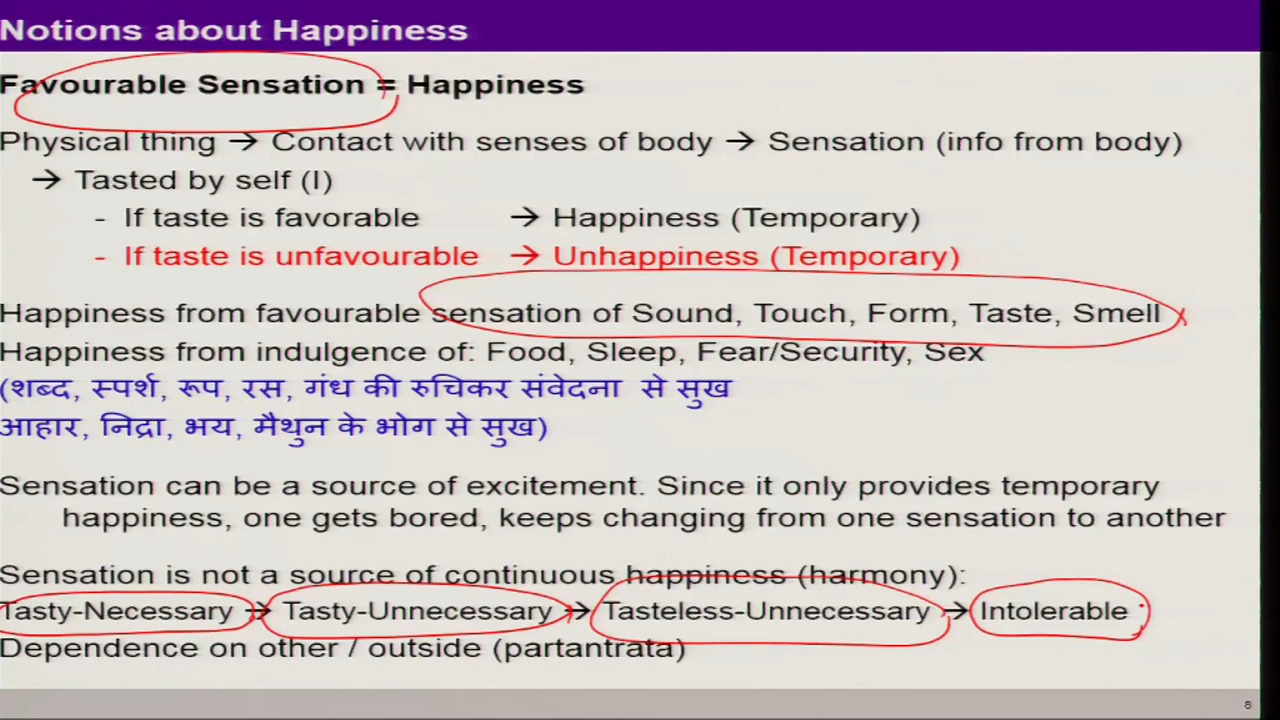 Notions about Happiness
Favourable Sensation = Happiness
Physical thing → Contact with senses of body → Sensation (info from body)
→ Tasted by self (I)
- If taste is favorable → Happiness (Temporary)
- If taste is unfavourable → Unhappiness (Temporary)
Happiness from favourable sensation of Sound, Touch, Form, Taste, Smell
Happiness from indulgence of: Food, Sleep, Fear/Security, Sex
(शब्द, स्पर्श, रूप, रस, गंध की रुचिकर संवेदना से सुख
आहार, निद्रा, भय, मैथुन के भोग से सुख)
Sensation can be a source of excitement. Since it only provides temporary
happiness, one gets bored, keeps changing from one sensation to another
Sensation is not a source of continuous happiness (harmony):
Tasty-Necessary → Tasty-Unnecessary → Tasteless-Unnecessary → Intolerable
Dependence on other / outside (partantrata)
8